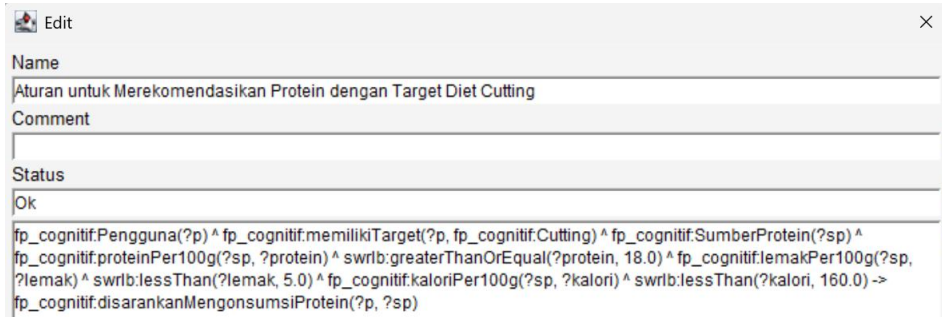 Edit
Name
Aturan untuk Merekomendasikan Protein dengan Target Diet Cutting
Comment
Status
Ok
fp_cognitif:Pengguna(?p) ^ fp_cognitif:memilikiTarget(?p, fp_cognitif:Cutting) ^ fp_cognitif:SumberProtein(?sp) ^
fp_cognitif:proteinPer100g(?sp, ?protein) ^ swrlb:greaterThanOrEqual(?protein, 18.0) ^ fp_cognitif:lemakPer100g(?sp,
?lemak) ^ swrlb:lessThan(?lemak, 5.0) ^ fp_cognitif:kaloriPer100g(?sp, ?kalori) ^ swrlb:lessThan(?kalori, 160.0) ->
fp_cognitif:disarankanMengonsumsiProtein(?p, ?sp)